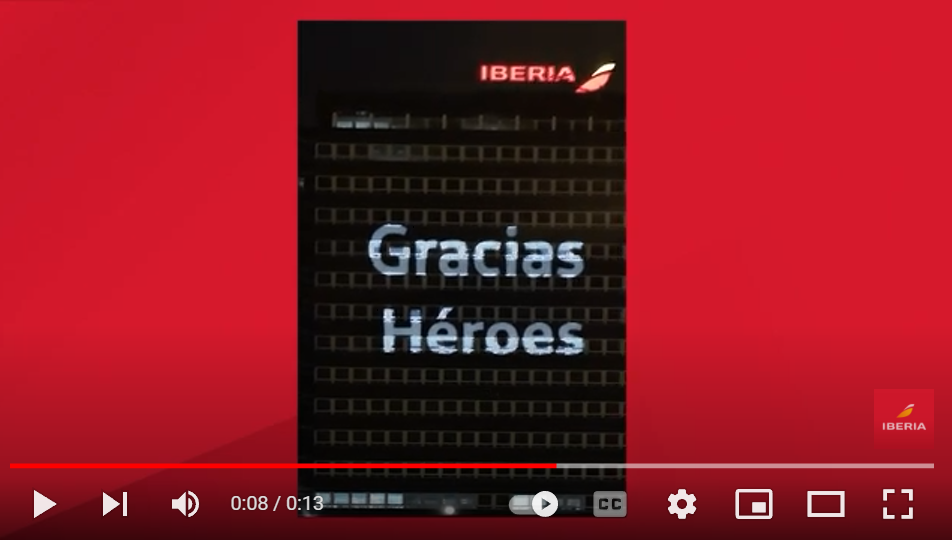 IBERIA
Gracias
Héroes
IBERIA
0:08 / 0:13
CC